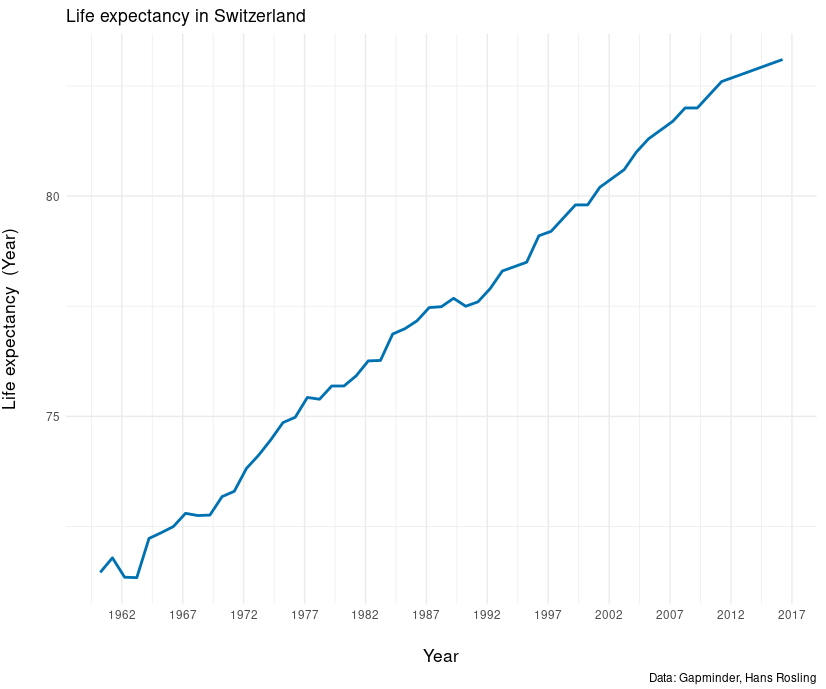 Life expectancy in Switzerland
Life expectancy  (Year)
80
75
1962 1967 1972 1977 1982 1987 1992 1997 2002 2007 2012 2017
Year
Data: Gapminder, Hans Rosling